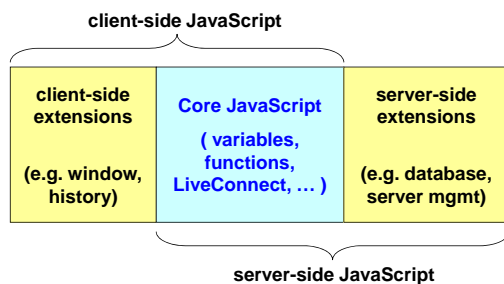 client-side JavaScript
client-side
extensions
(e.g. window,
history)
Core JavaScript
( variables,
functions,
LiveConnect, … )
server-side
extensions
(e.g. database,
server mgmt)
server-side JavaScript